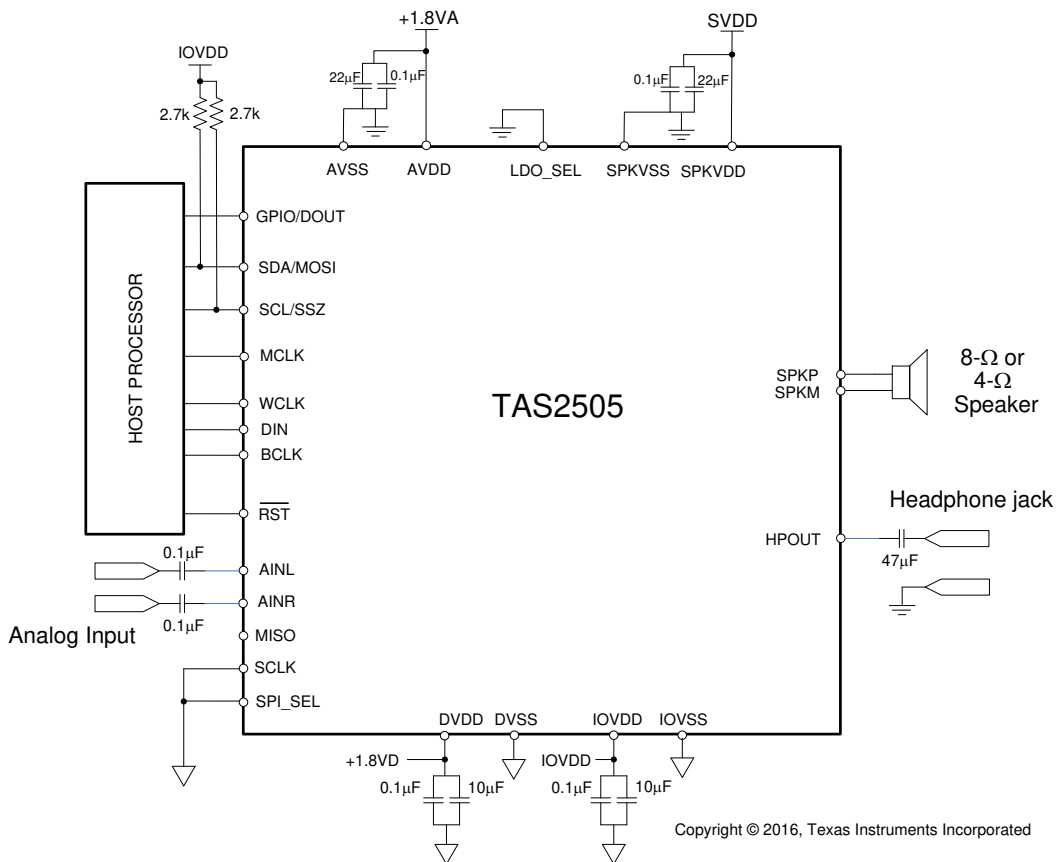 +1.8VA
SVDD
IOVDD
22μF
0.1μF
0.1μF
22μF
2.7k
2.7k
AVSS
AVDD
LDO_SEL
SPKVSS
SPKVDD
HOST PROCESSOR
GPIO/DOUT
SDA/MOSI
SCL/SSZ
MCLK
WCLK
DIN
BCLK
RST
TAS2505
SPKP
SPKM
8-Ω or
4-Ω
Speaker
Headphone jack
HPOUT
47μF
0.1μF
AINL
AINR
0.1μF
Analog Input
MISO
SCLK
SPI_SEL
DVDD
DVSS
IOVDD
IOVSS
+1.8VD
IOVDD
0.1μF
10μF
0.1μF
10μF
Copyright © 2016, Texas Instruments Incorporated